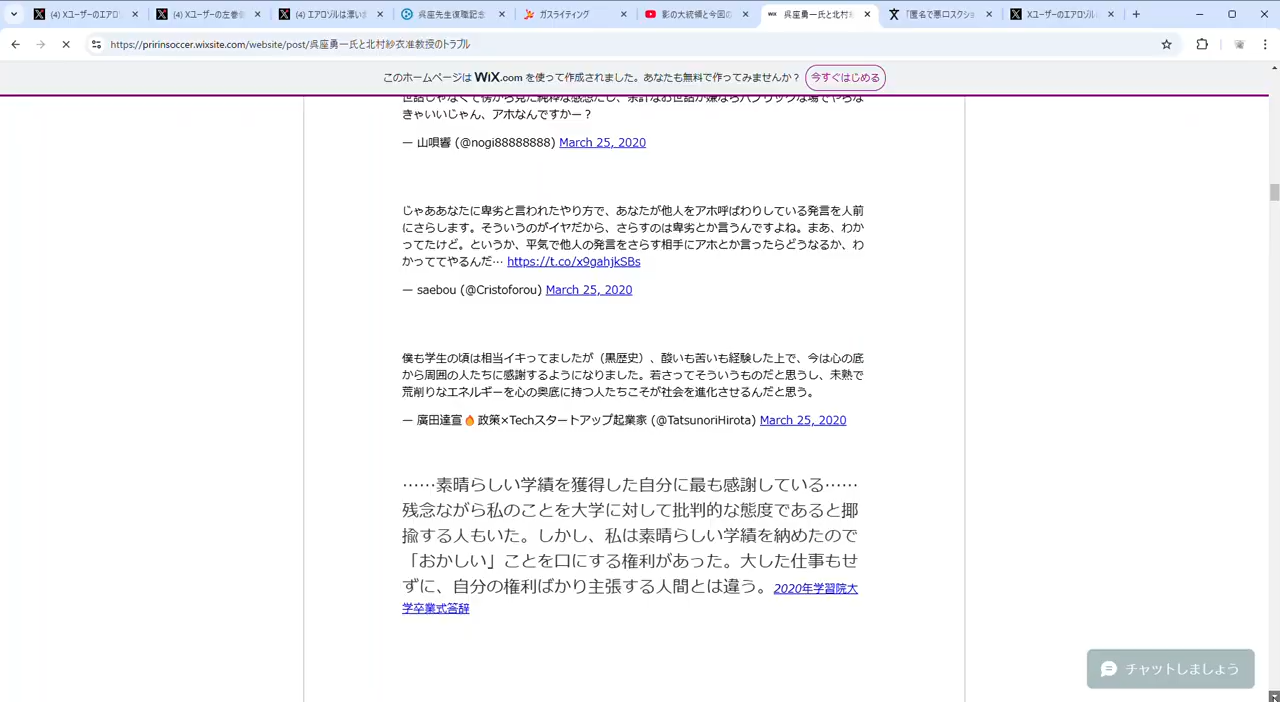 (4) Xユーザーのエアロ
(4) Xユーザーの左巻
(4) エアロゾルは漂い
呉座先生復職記念
ガスライティング
影の大統領と今回の
呉座勇一氏と北村紗
「匿名で悪口スクショ
XユーザーのエアロゾL
https://pririnsoccer.wixsite.com/website/post/呉座勇一氏と北村紗衣准教授のトラブル
このホームページは WiX.com を使って作成されました。あなたも無料で作ってみませんか? 今すぐはじめる
世話じゃなくて傍から見た純粋な感想だし、余計なお世話が嫌ならパブリックな場でやらな
きゃいいじゃん、アホなんですかー?
— 山唄響 (@nogi88888888) March 25, 2020
じゃああなたに卑劣と言われたやり方で、あなたが他人をアホ呼ばわりしている発言を人前
にさらします。そういうのがイヤだから、さらすのは卑劣とか言うんですよね。まあ、わか
ってたけど。というか、平気で他人の発言をさらす相手にアホとか言ったらどうなるか、わ
かっててやるんだ… https://t.co/x9gahjkSBs
— saebou (@Cristoforou) March 25, 2020
僕も学生の頃は相当イキってましたが(黒歴史)、酸いも苦いも経験した上で、今は心の底
から周囲の人たちに感謝するようになりました。若さってそういうものだと思うし、未熟で
荒削りなエネルギーを心の奥底に持つ人たちこそが社会を進化させるんだと思う。
— 廣田達宣🔥政策×Techスタートアップ起業家 (@TatsunoriHirota) March 25, 2020
……素晴らしい学績を獲得した自分に最も感謝している……
残念ながら私のことを大学に対して批判的な態度であると揶
揄する人もいた。しかし、私は素晴らしい学績を納めたので
「おかしい」ことを口にする権利があった。大した仕事もせ
ずに、自分の権利ばかり主張する人間とは違う。2020年学習院大
学卒業式答辞
チャットしましょう